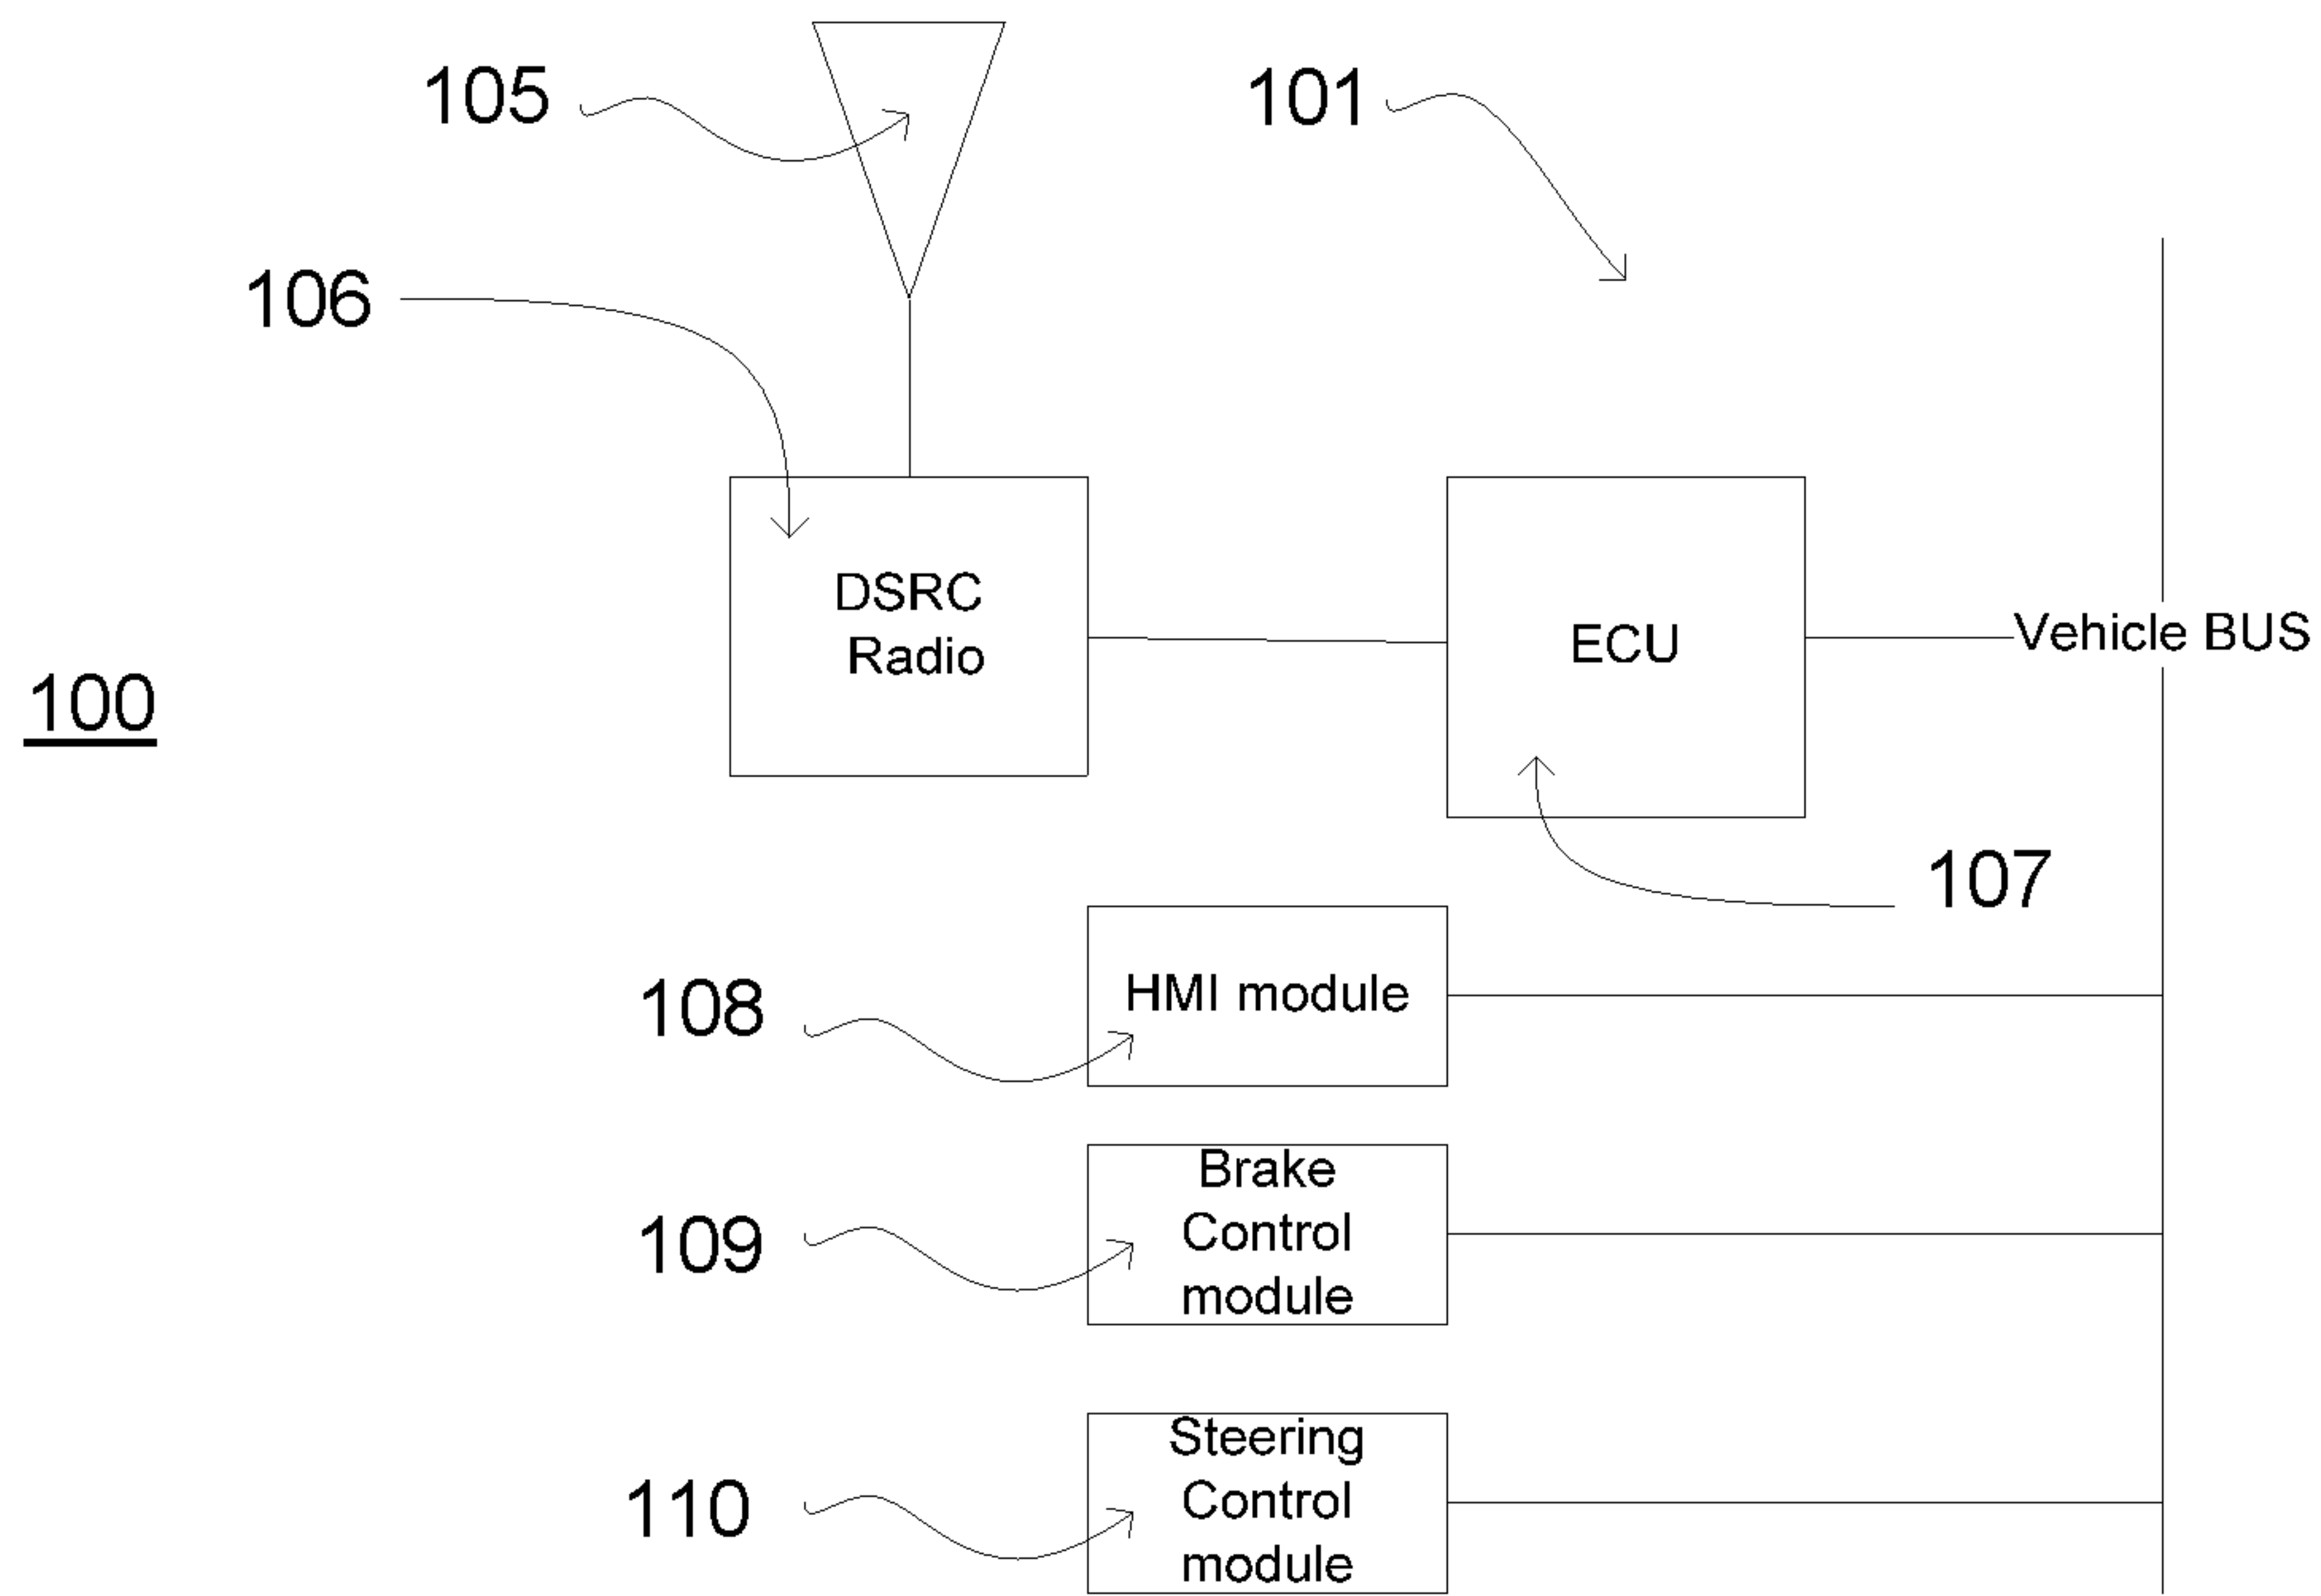 105
101
106
DSRC
Radio
ECU
Vehicle BUS
100
107
HMI module
108
Brake
Control
module
109
Steering
Control
module
110